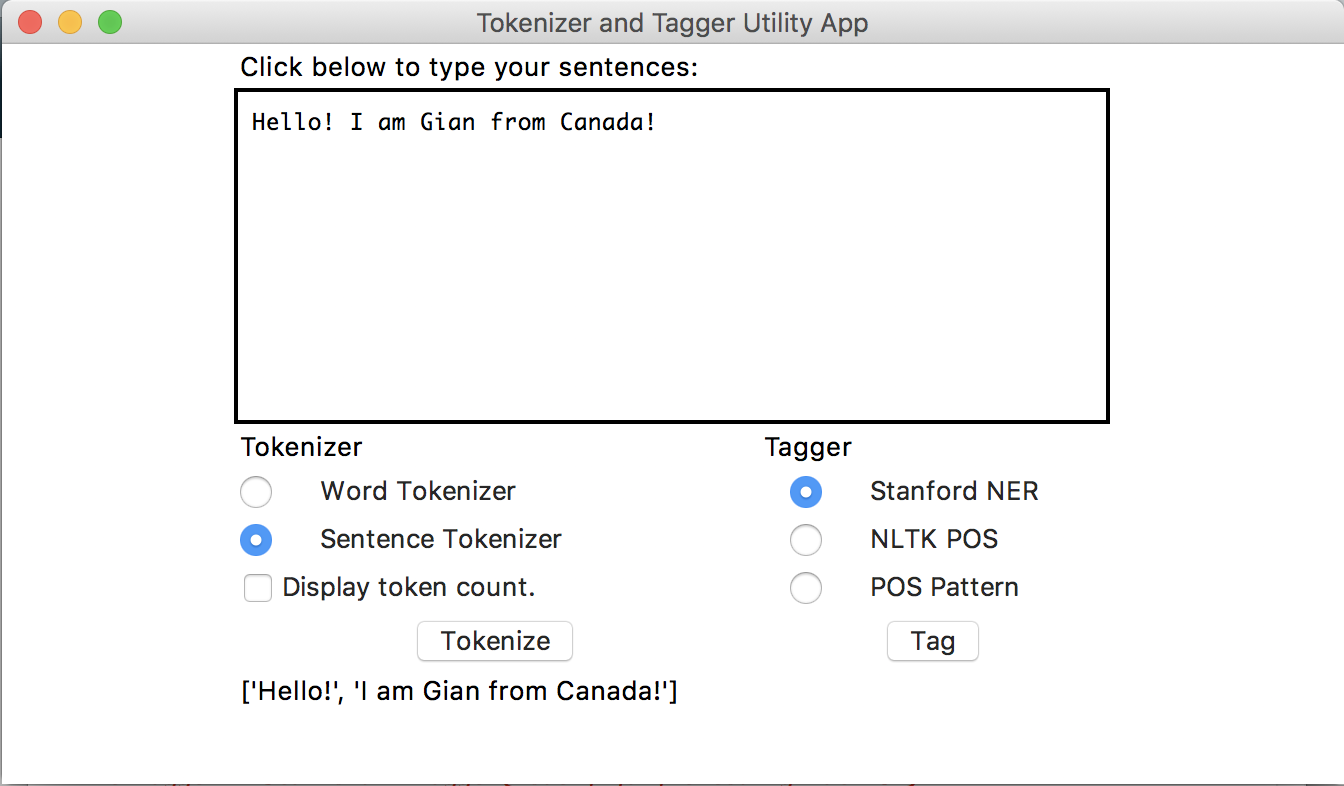 Tokenizer and Tagger Utility App
Click below to type your sentences:
Hello! I am Gian from Canada!
Tokenizer
Word Tokenizer
Sentence Tokenizer
Display token count.
Tokenize
Tagger
Stanford NER
NLTK POS
POS Pattern
Tag
['Hello!', 'I am Gian from Canada!']